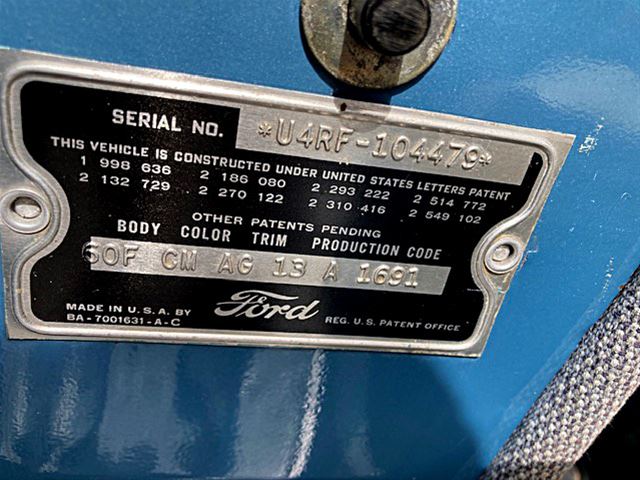 SERIAL NO. *U4RF-104479*
THIS VEHICLE IS CONSTRUCTED UNDER UNITED STATES LETTERS PATENT
1 998 636 2 186 080 2 293 222 2 514 772
2 132 729 2 270 122 2 310 416 2 549 102
OTHER PATENTS PENDING
BODY COLOR TRIM PRODUCTION CODE
60F CM AG 13 A 1691
MADE IN U.S.A. BY
BA-7001631-A-C
Ford
REG. U.S. PATENT OFFICE